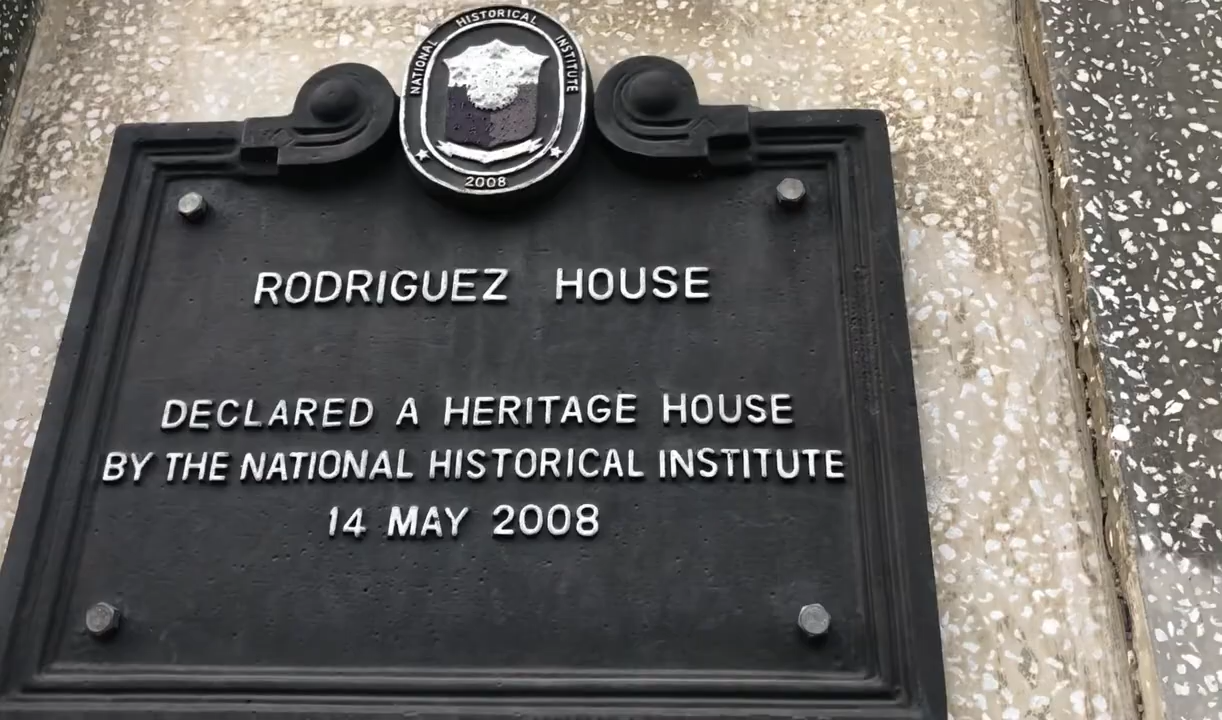 NATIONAL HISTORICAL INSTITUTE
2008
RODRIGUEZ HOUSE
DECLARED A HERITAGE HOUSE
BY THE NATIONAL HISTORICAL INSTITUTE
14 MAY 2008